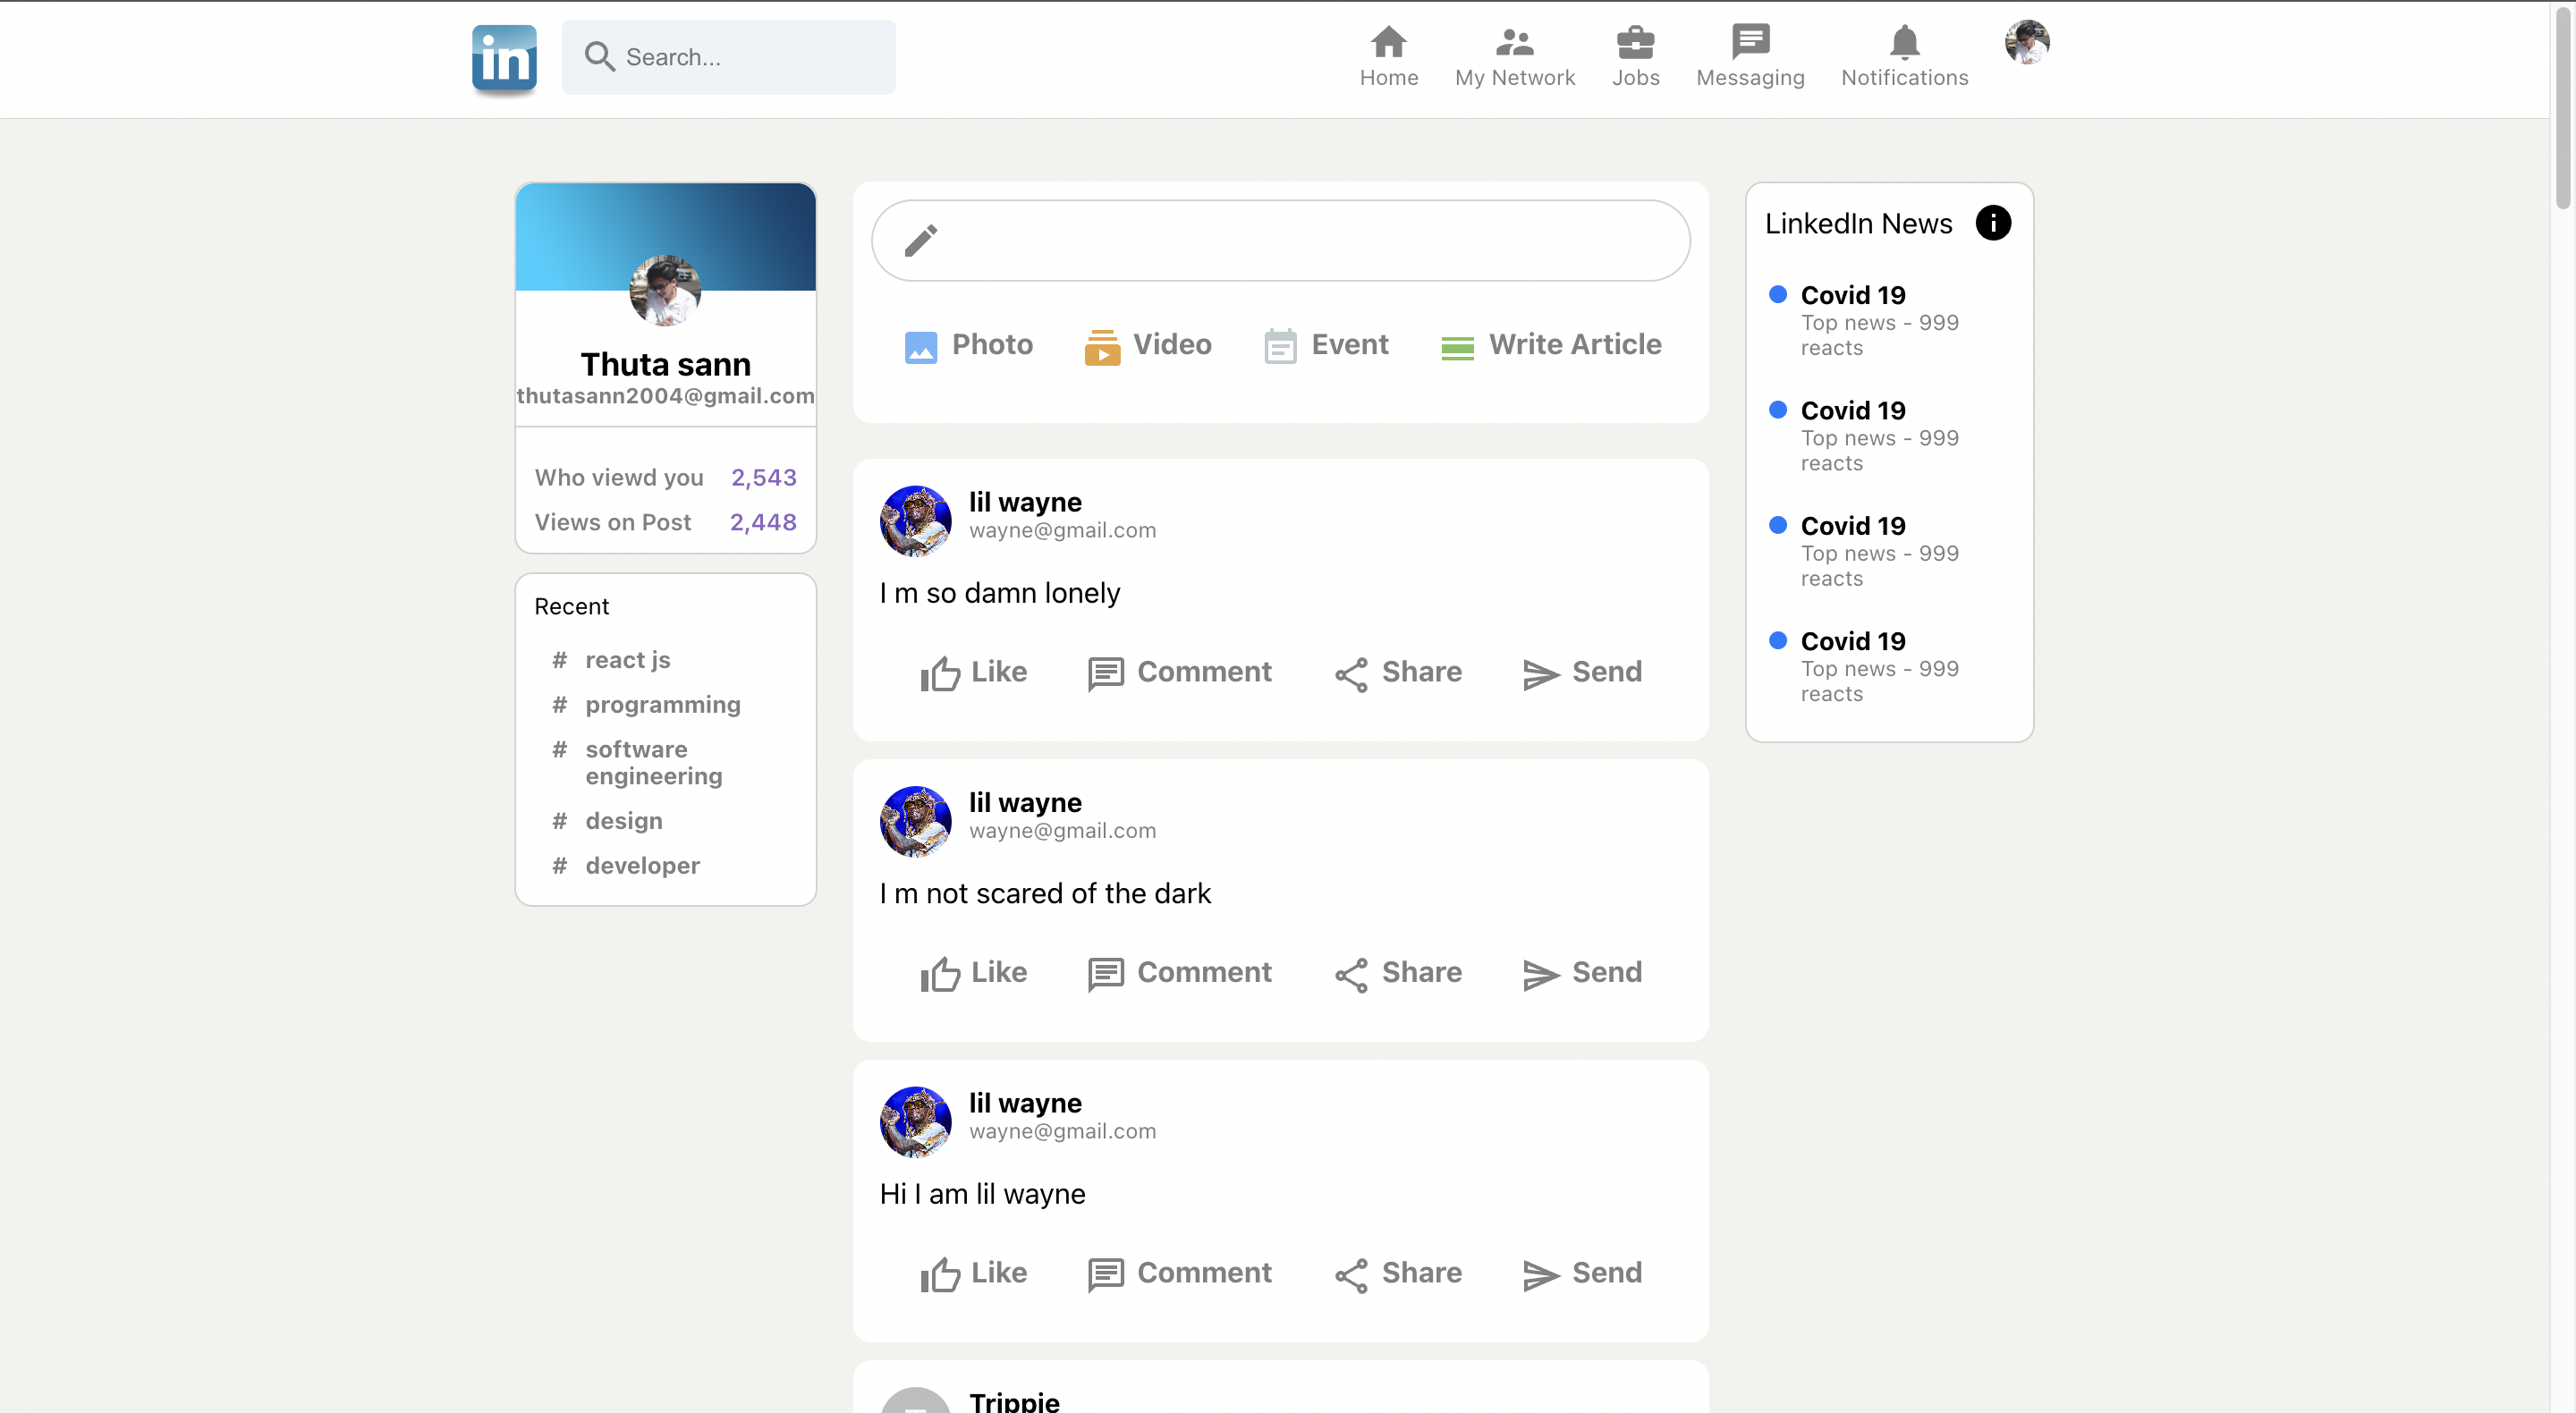 in
Search...
Home
My Network
Jobs
Messaging
Notifications
Thuta sann
thutasann2004@gmail.com
Who viewd you 2,543
Views on Post 2,448
Recent
# react js
# programming
# software
engineering
# design
# developer
Photo
Video
Event
Write Article
lil wayne
wayne@gmail.com
I m so damn lonely
Like
Comment
Share
Send
lil wayne
wayne@gmail.com
I m not scared of the dark
Like
Comment
Share
Send
lil wayne
wayne@gmail.com
Hi I am lil wayne
Like
Comment
Share
Send
Trippie
LinkedIn News
Covid 19
Top news - 999
reacts
Covid 19
Top news - 999
reacts
Covid 19
Top news - 999
reacts
Covid 19
Top news - 999
reacts